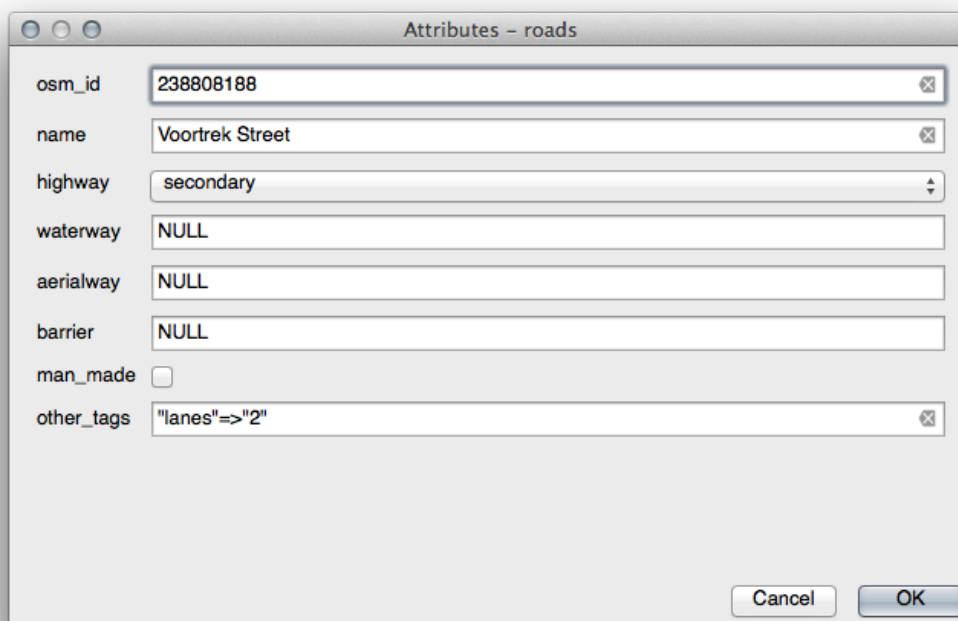 Attributes – roads
osm_id 238808188
name Voortrek Street
highway secondary
waterway NULL
aerialway NULL
barrier NULL
man_made
other_tags "lanes"=>"2"
Cancel OK